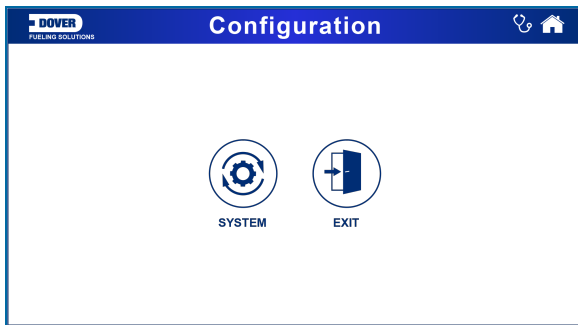 DOVER
FUELING SOLUTIONS
Configuration
SYSTEM
EXIT